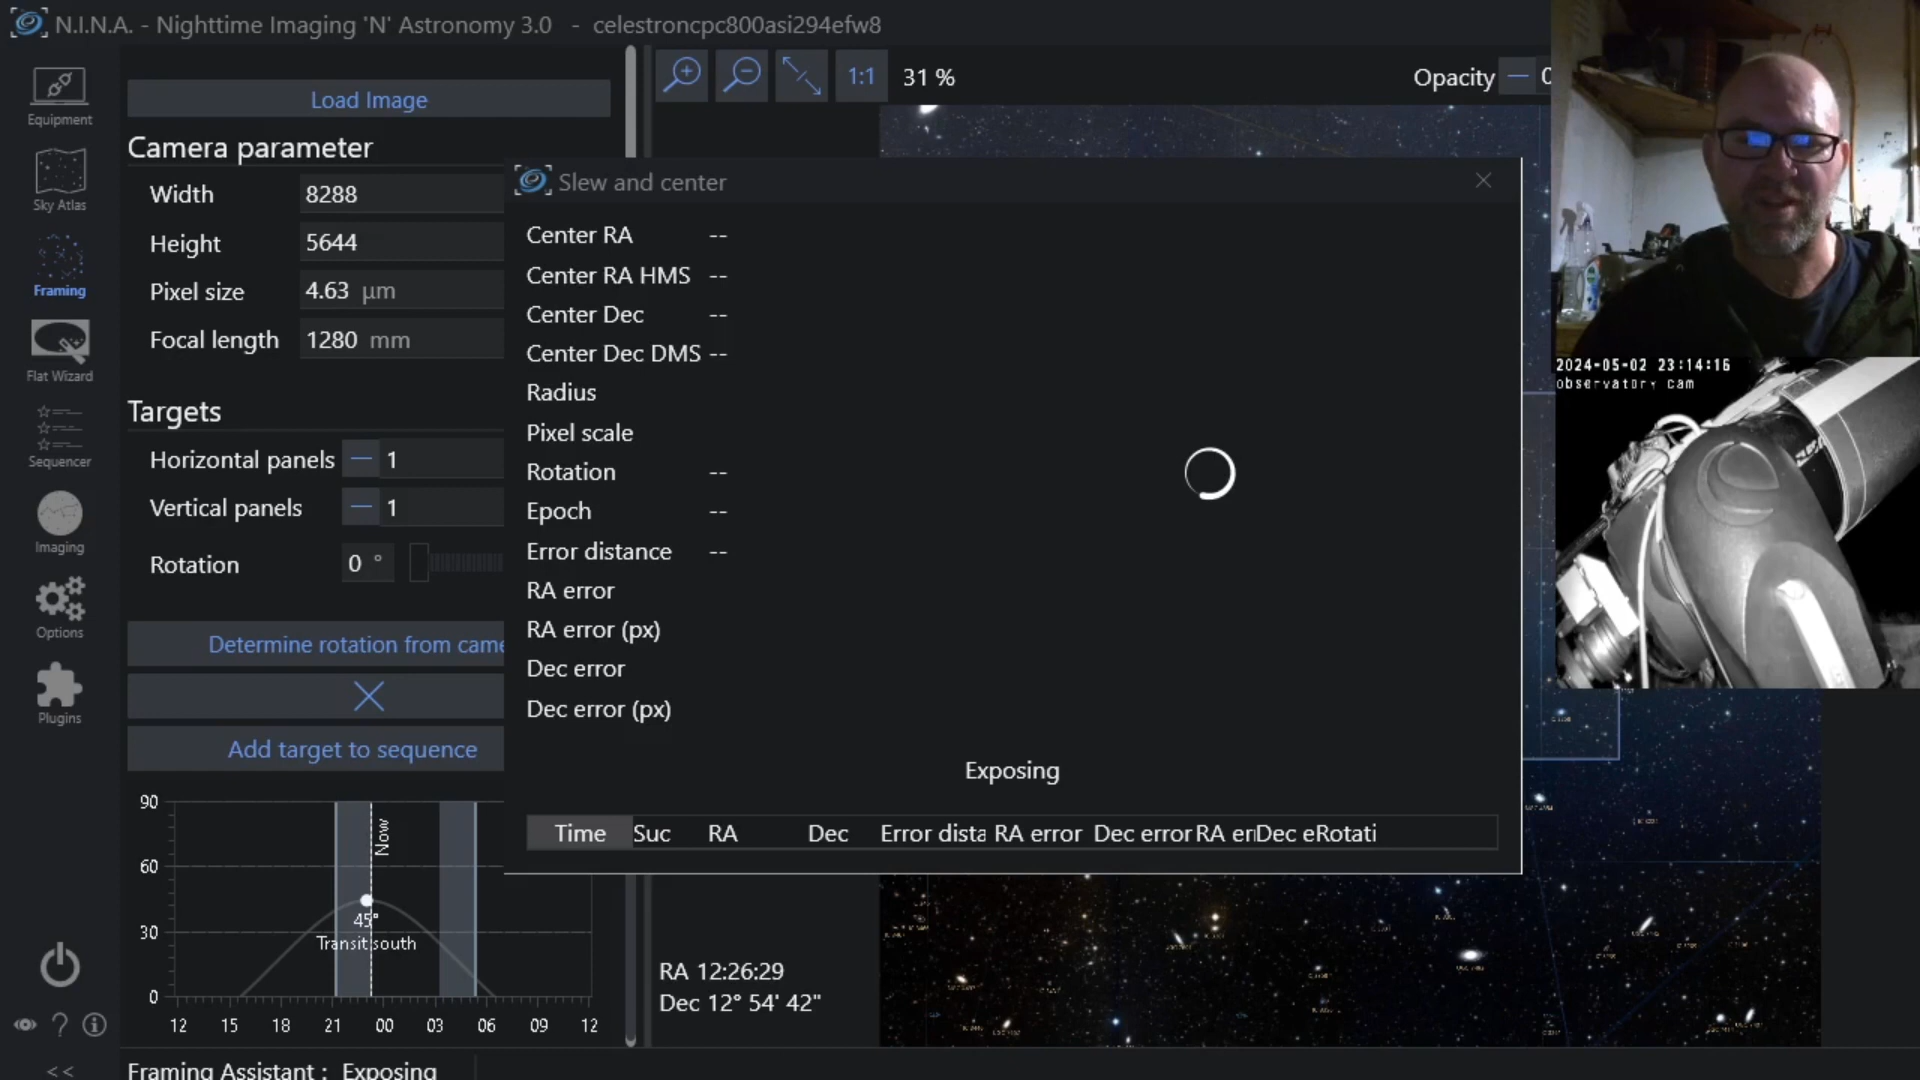 N.I.N.A. - Nighttime Imaging 'N' Astronomy 3.0 - celestroncpc800asi294efw8
Equipment
Sky Atlas
Framing
Flat Wizard
Sequencer
Imaging
Options
Plugins
Load Image
Camera parameter
Width 8288
Height 5644
Pixel size 4.63 µm
Focal length 1280 mm
Targets
Horizontal panels 1
Vertical panels 1
Rotation 0 °
Determine rotation from came
Add target to sequence
90
60
30
0
Now
45°
Transit south
12 15 18 21 00 03 06 09 12
1:1
31 %
Opacity 0
Slew and center
Center RA --
Center RA HMS --
Center Dec --
Center Dec DMS --
Radius
Pixel scale
Rotation --
Epoch --
Error distance --
RA error
RA error (px)
Dec error
Dec error (px)
Exposing
Time Suc RA Dec Error dista RA error Dec error RA err Dec e Rotati
RA 12:26:29
Dec 12° 54' 42"
2024-05-02 23:14:16
observatory cam
<<
Framing Assistant : Exposing